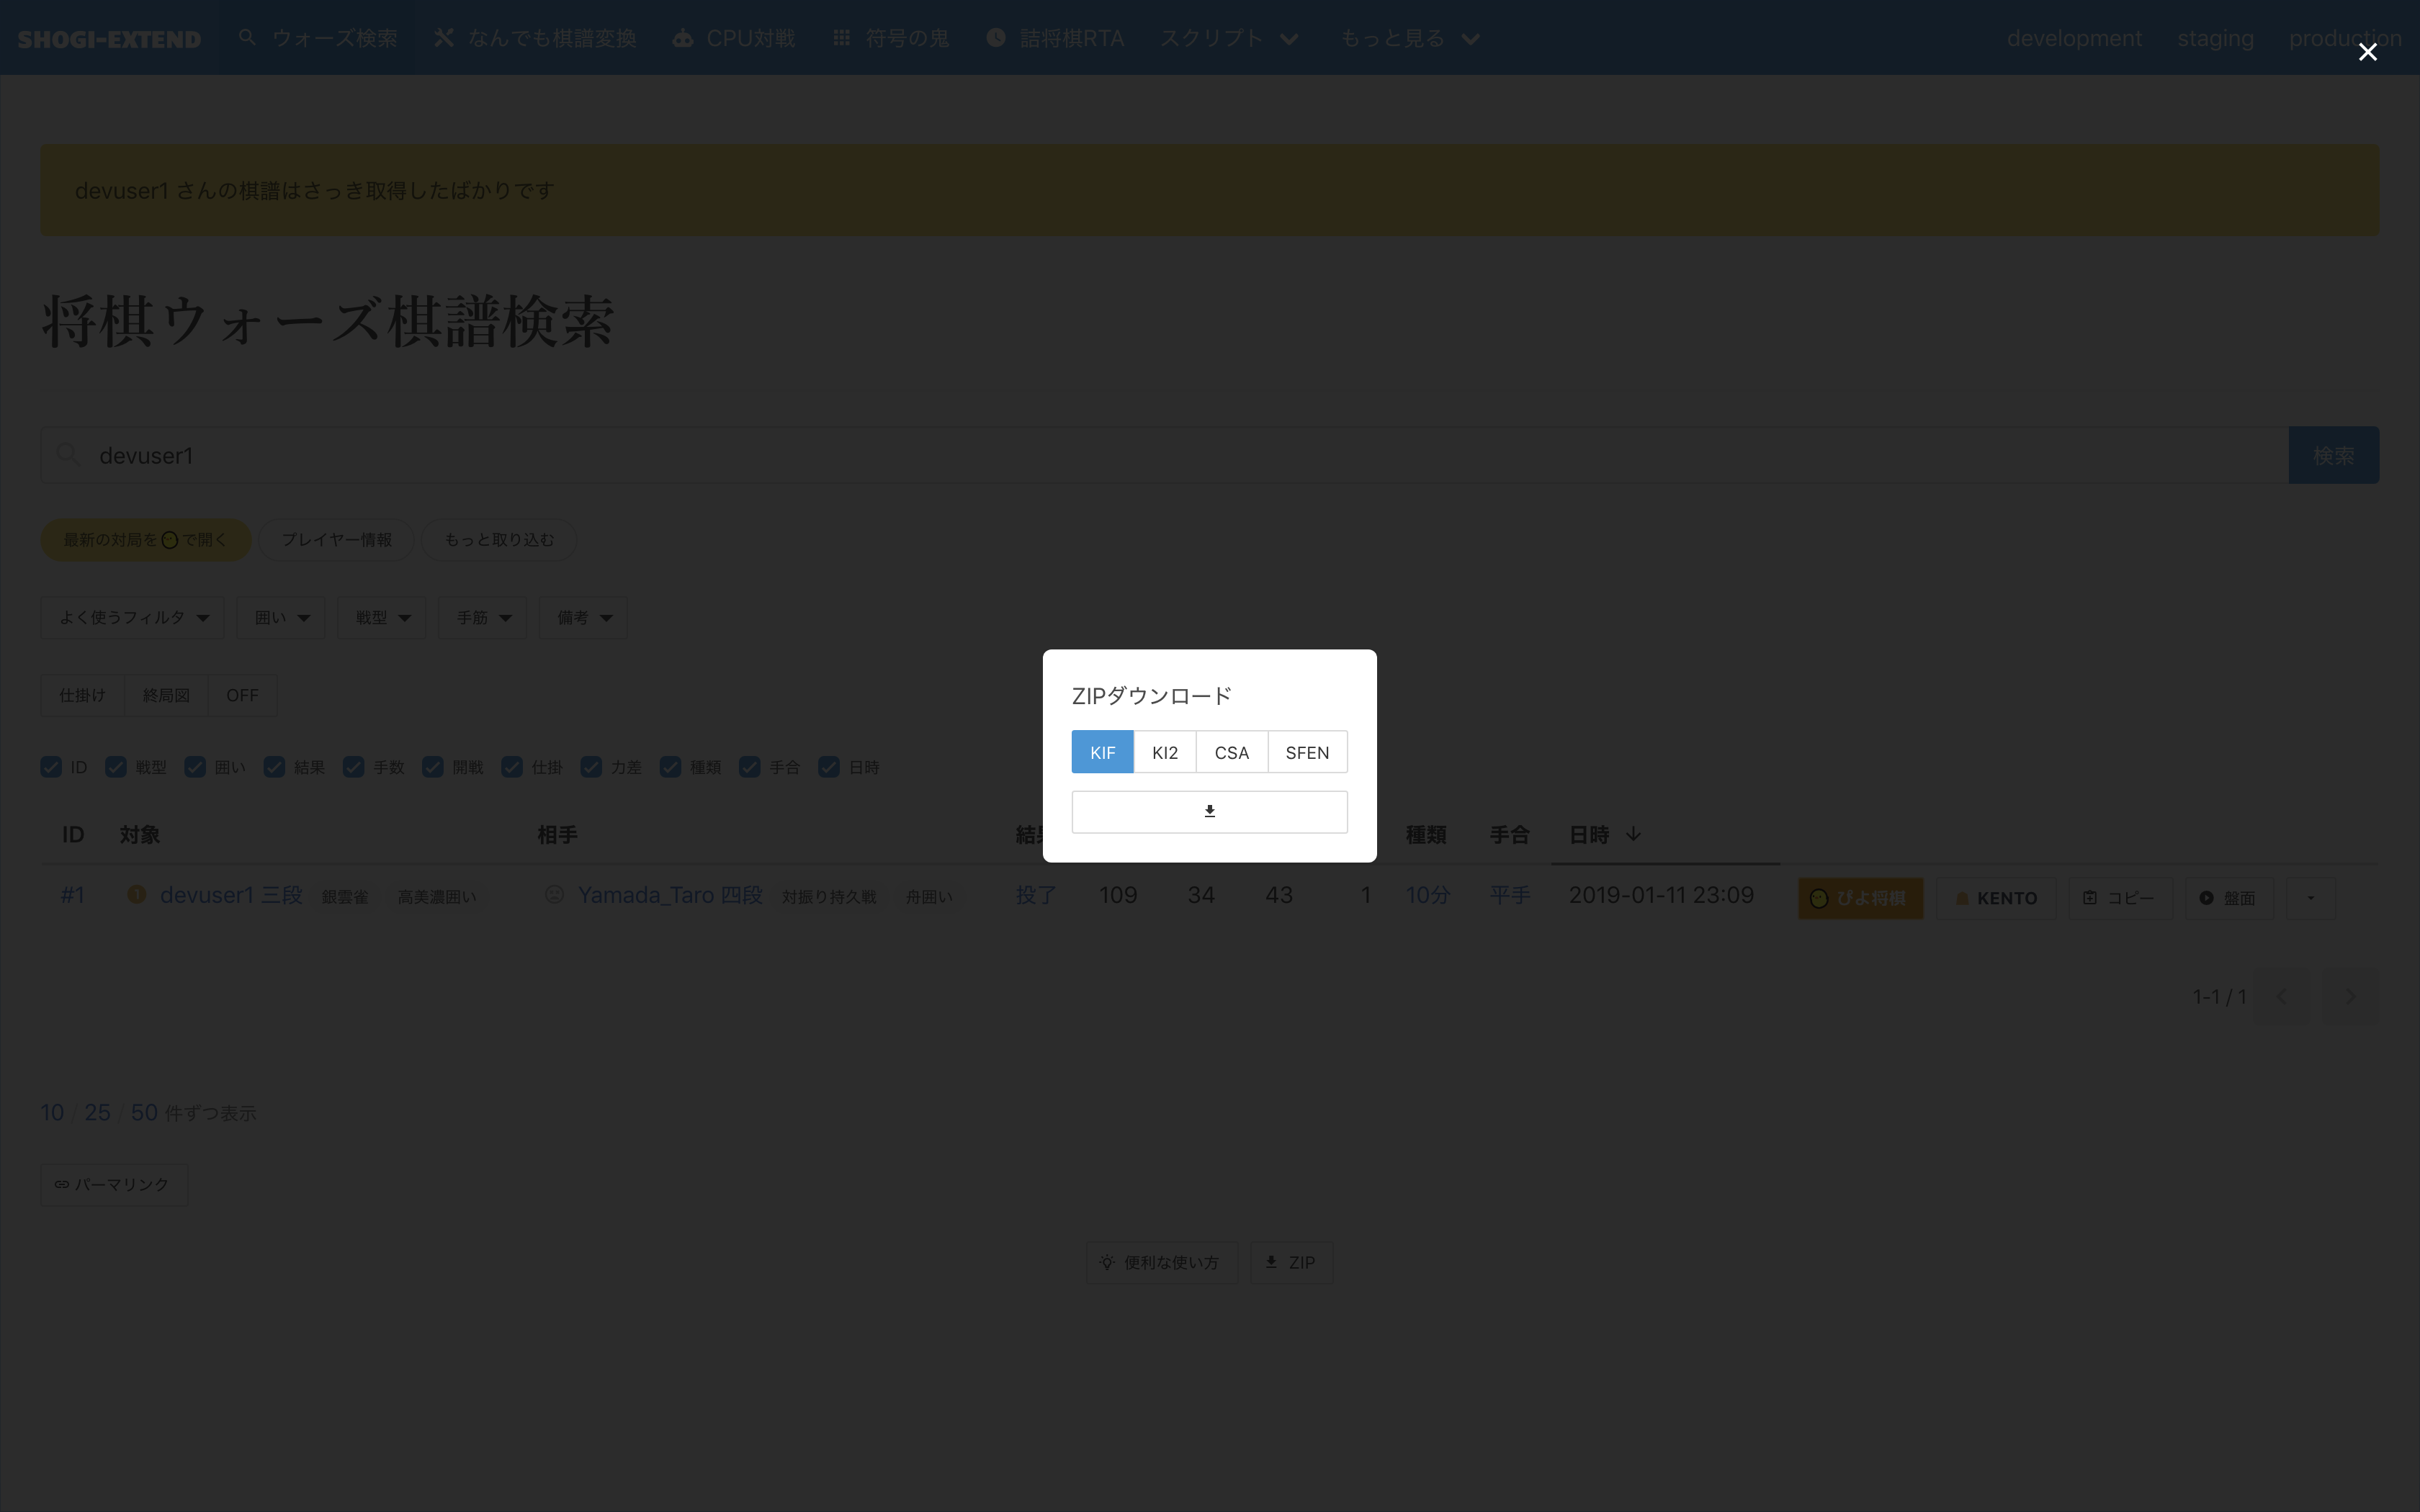 SHOGI-EXTEND ウォーズ検索 なんでも棋譜変換 CPU対戦 符号の鬼 詰将棋RTA スクリプト もっと見る development staging production
devuser1 さんの棋譜はさっき取得したばかりです
将棋ウォーズ棋譜検索
devuser1 検索
最新の対局をで開く プレイヤー情報 もっと取り込む
よく使うフィルタ 囲い 戦型 手筋 備考
仕掛け 終局図 OFF
ZIPダウンロード
KIF KI2 CSA SFEN
ID 戦型 囲い 結果 手数 開戦 仕掛 力差 種類 手合 日時
ID 対象 相手 結果 種類 手合 日時
#1 1 devuser1 三段 銀雲雀 高美濃囲い Yamada_Taro 四段 対振り持久戦 舟囲い 投了 109 34 43 1 10分 平手 2019-01-11 23:09 ぴよ将棋 KENTO コピー 盤面
1-1 / 1
10 / 25 / 50 件ずつ表示
パーマリンク
便利な使い方 ZIP